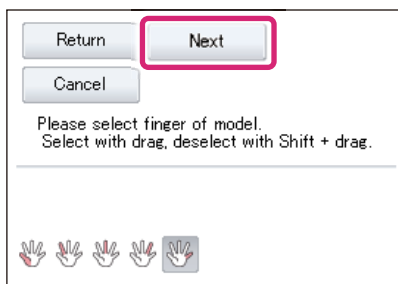 Return Next
Cancel
Please select finger of model.
Select with drag, deselect with Shift + drag.